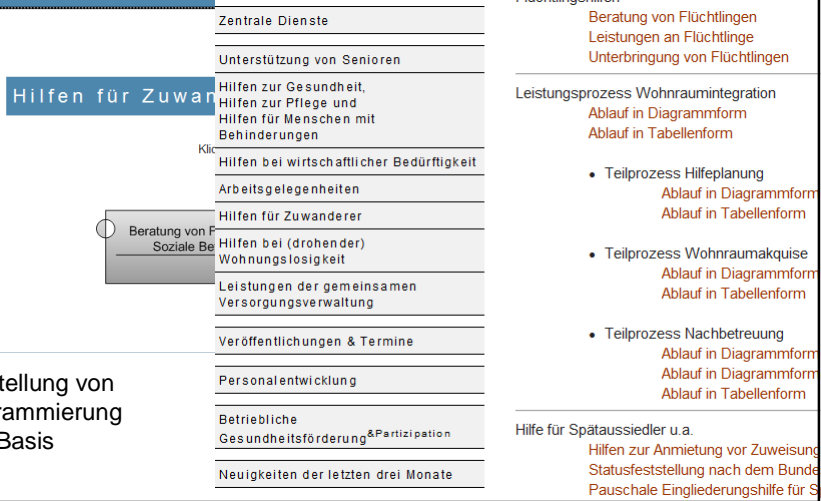 Hilfen für Zuwan
Klic
Beratung von F
Soziale Be
tellung von
rammierung
Basis
Zentrale Dienste
Unterstützung von Senioren
Hilfen zur Gesundheit,
Hilfen zur Pflege und
Hilfen für Menschen mit
Behinderungen
Hilfen bei wirtschaftlicher Bedürftigkeit
Arbeitsgelegenheiten
Hilfen für Zuwanderer
Hilfen bei (drohender)
Wohnungslosigkeit
Leistungen der gemeinsamen
Versorgungsverwaltung
Veröffentlichungen & Termine
Personalentwicklung
Betriebliche
Gesundheitsförderung &Partizipation
Neuigkeiten der letzten drei Monate
Beratung von Flüchtlingen
Leistungen an Flüchtlinge
Unterbringung von Flüchtlingen
Leistungsprozess Wohnraumintegration
Ablauf in Diagrammform
Ablauf in Tabellenform
• Teilprozess Hilfeplanung
Ablauf in Diagrammform
Ablauf in Tabellenform
• Teilprozess Wohnraumakquise
Ablauf in Diagrammform
Ablauf in Tabellenform
• Teilprozess Nachbetreuung
Ablauf in Diagrammform
Ablauf in Diagrammform
Ablauf in Tabellenform
Hilfe für Spätaussiedler u.a.
Hilfen zur Anmietung vor Zuweisung
Statusfeststellung nach dem Bunde
Pauschale Eingliederungshilfe für S